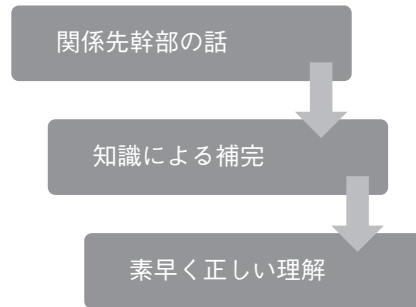 関係先幹部の話
知識による補完
素早く正しい理解